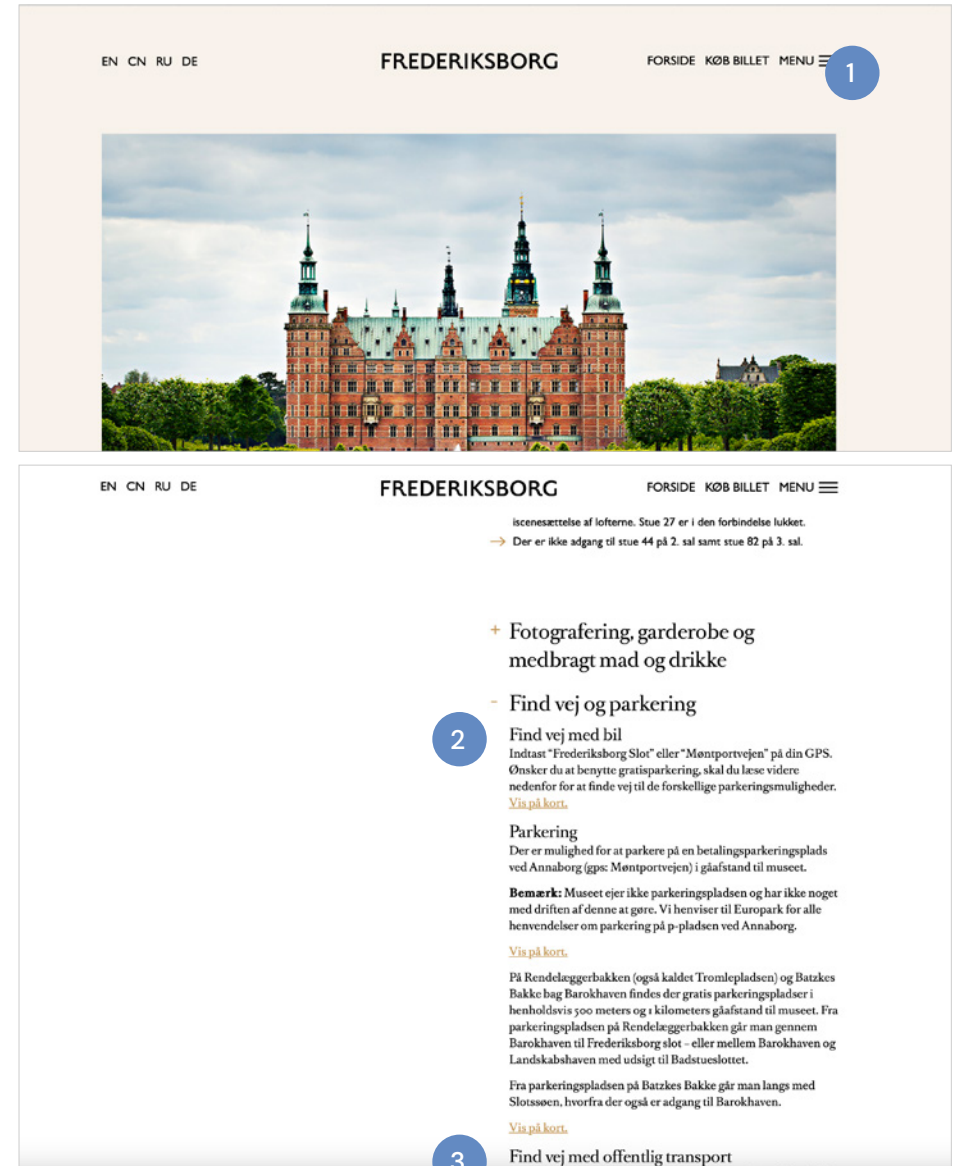 EN CN RU DE
FREDERIKSBORG
FORSIDE KØB BILLET MENU
1
EN CN RU DE
FREDERIKSBORG
FORSIDE KØB BILLET MENU
iscenesættelse af lofterne. Stue 27 er i den forbindelse lukket.
→ Der er ikke adgang til stue 44 på 2. sal samt stue 82 på 3. sal.
+ Fotografering, garderobe og
medbragt mad og drikke
- Find vej og parkering
2
Find vej med bil
Indtast "Frederiksborg Slot" eller "Møntportvejen" på din GPS.
Ønsker du at benytte gratisparkering, skal du læse videre
nedenfor for at finde vej til de forskellige parkeringsmuligheder.
Vis på kort.
Parkering
Der er mulighed for at parkere på en betalingsparkeringsplads
ved Annaborg (gps: Møntportvejen) i gåafstand til museet.
Bemærk: Museet ejer ikke parkeringspladsen og har ikke noget
med driften af denne at gøre. Vi henviser til Europark for alle
henvendelser om parkering på p-pladsen ved Annaborg.
Vis på kort.
På Rendelæggerbakken (også kaldet Tromlepladsen) og Batzkes
Bakke bag Barokhaven findes der gratis parkeringspladser i
henholdsvis 500 meters og 1 kilometers gåafstand til museet. Fra
parkeringspladsen på Rendelæggerbakken går man gennem
Barokhaven til Frederiksborg slot – eller mellem Barokhaven og
Landskabshaven med udsigt til Badstueslottet.
Fra parkeringspladsen på Batzkes Bakke går man langs med
Slotssøen, hvorfra der også er adgang til Barokhaven.
Vis på kort.
3
Find vej med offentlig transport